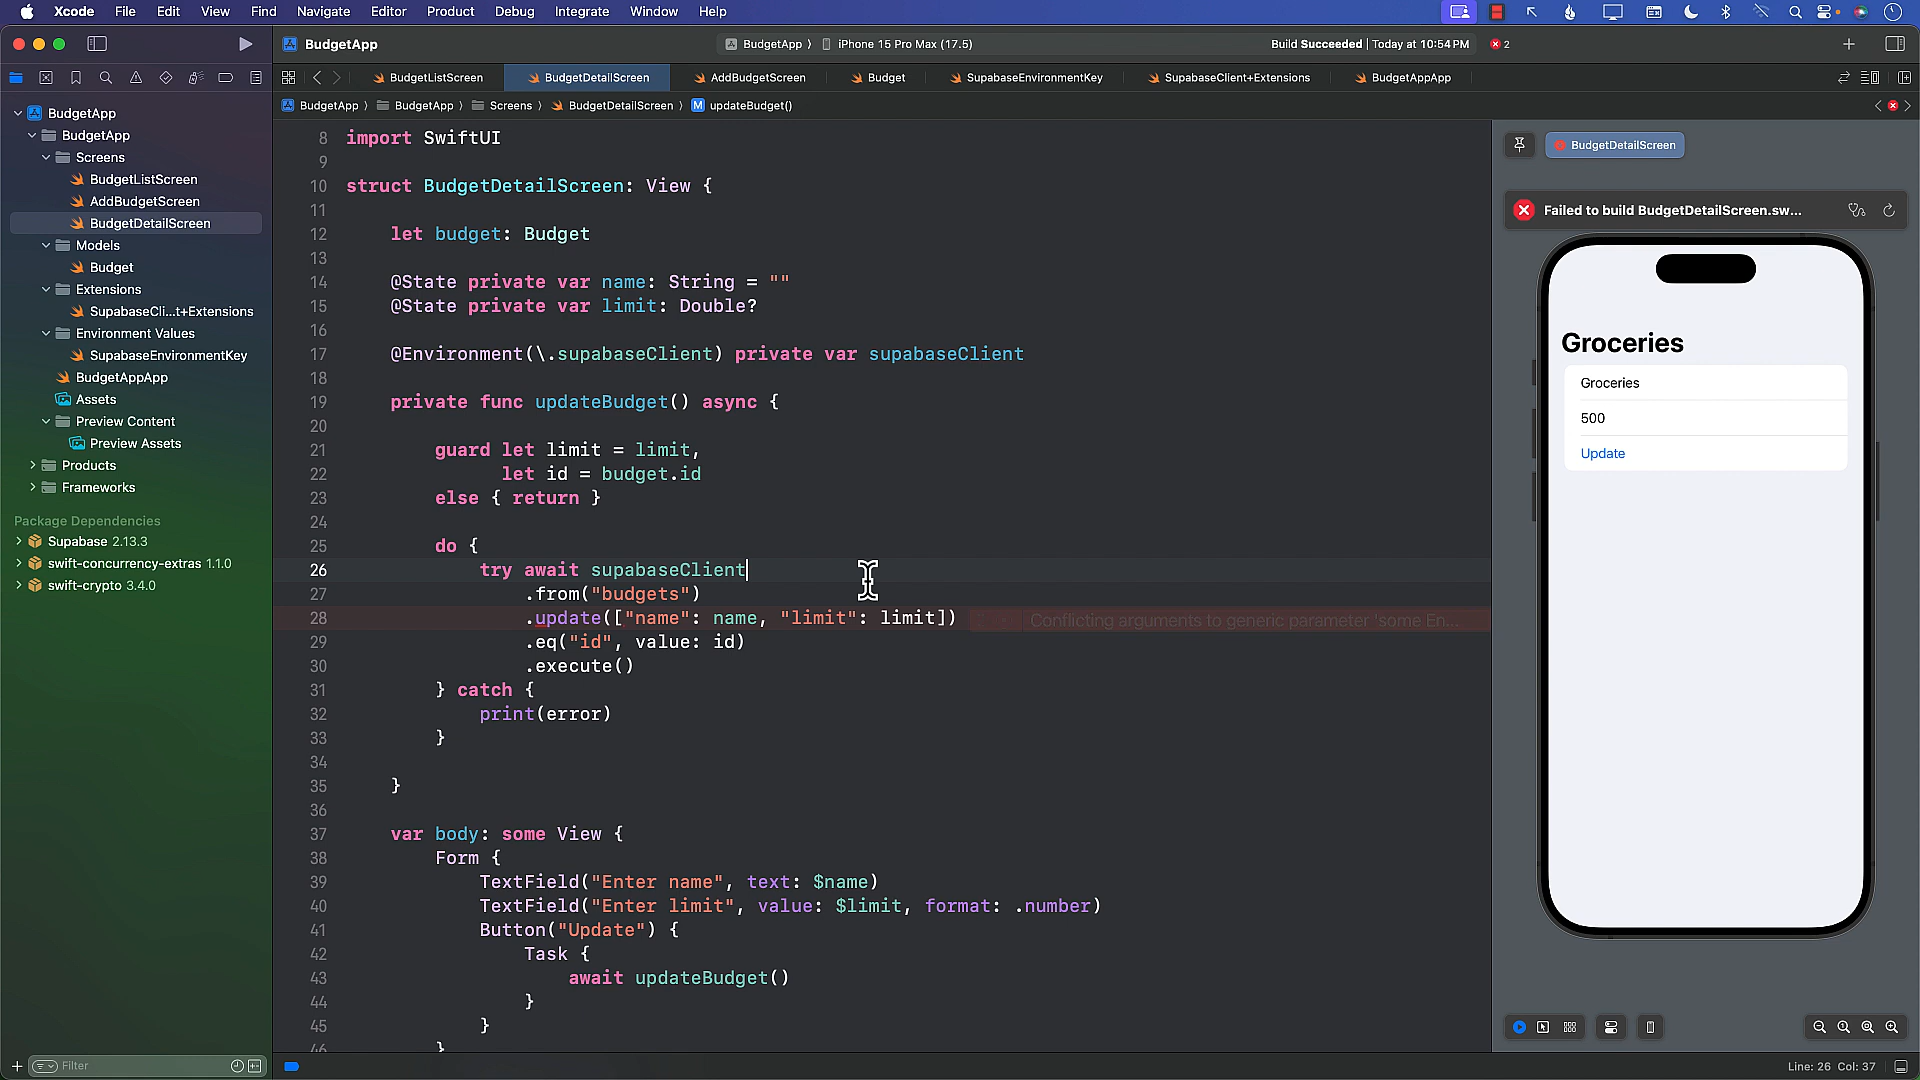 Xcode File Edit View Find Navigate Editor Product Debug Integrate Window Help
BudgetApp
BudgetApp ⟩ iPhone 15 Pro Max (17.5)
Build Succeeded | Today at 10:54 PM
2
BudgetListScreen BudgetDetailScreen AddBudgetScreen Budget SupabaseEnvironmentKey SupabaseClient+Extensions BudgetAppApp
BudgetApp ⟩ BudgetApp ⟩ Screens ⟩ BudgetDetailScreen ⟩ M updateBudget()
BudgetApp
BudgetApp
Screens
BudgetListScreen
AddBudgetScreen
BudgetDetailScreen
Models
Budget
Extensions
SupabaseCli...t+Extensions
Environment Values
SupabaseEnvironmentKey
BudgetAppApp
Assets
Preview Content
Preview Assets
Products
Frameworks
Package Dependencies
Supabase 2.13.3
swift-concurrency-extras 1.1.0
swift-crypto 3.4.0
Filter
8 import SwiftUI
9
10 struct BudgetDetailScreen: View {
11
12 let budget: Budget
13
14 @State private var name: String = ""
15 @State private var limit: Double?
16
17 @Environment(\.supabaseClient) private var supabaseClient
18
19 private func updateBudget() async {
20
21 guard let limit = limit,
22 let id = budget.id
23 else { return }
24
25 do {
26 try await supabaseClient
27 .from("budgets")
28 .update(["name": name, "limit": limit]) Conflicting arguments to generic parameter 'some En...
29 .eq("id", value: id)
30 .execute()
31 } catch {
32 print(error)
33 }
34
35 }
36
37 var body: some View {
38 Form {
39 TextField("Enter name", text: $name)
40 TextField("Enter limit", value: $limit, format: .number)
41 Button("Update") {
42 Task {
43 await updateBudget()
44 }
45 }
46 }
BudgetDetailScreen
Failed to build BudgetDetailScreen.sw...
Groceries
Groceries
500
Update
Line: 26 Col: 37